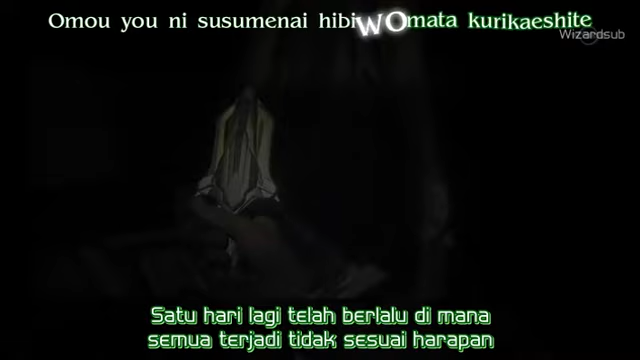 Omou you ni susumenai hibi wo mata kurikaeshite
Wizardsub
Satu hari lagi telah berlalu di mana
semua terjadi tidak sesuai harapan